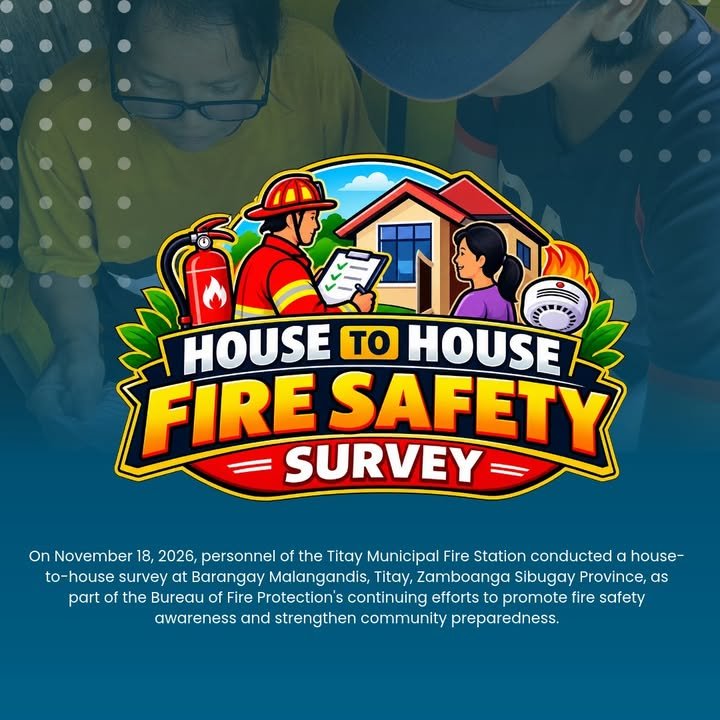 HOUSE TO HOUSE
FIRE SAFETY
SURVEY
On November 18, 2026, personnel of the Titay Municipal Fire Station conducted a house-
to-house survey at Barangay Malangandis, Titay, Zamboanga Sibugay Province, as
part of the Bureau of Fire Protection's continuing efforts to promote fire safety
awareness and strengthen community preparedness.